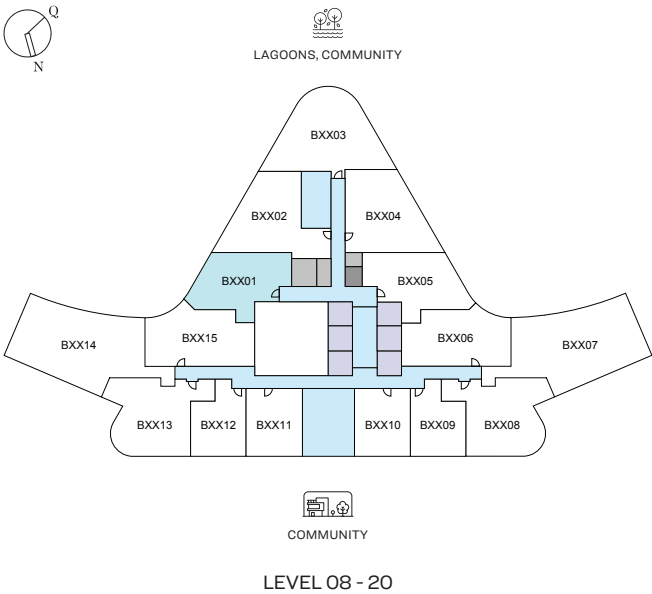 Q
N
LAGOONS, COMMUNITY
BXX03
BXX02
BXX04
BXX01
BXX05
BXX14
BXX15
BXX06
BXX07
BXX13
BXX12
BXX11
BXX10
BXX09
BXX08
COMMUNITY
LEVEL 08 - 20